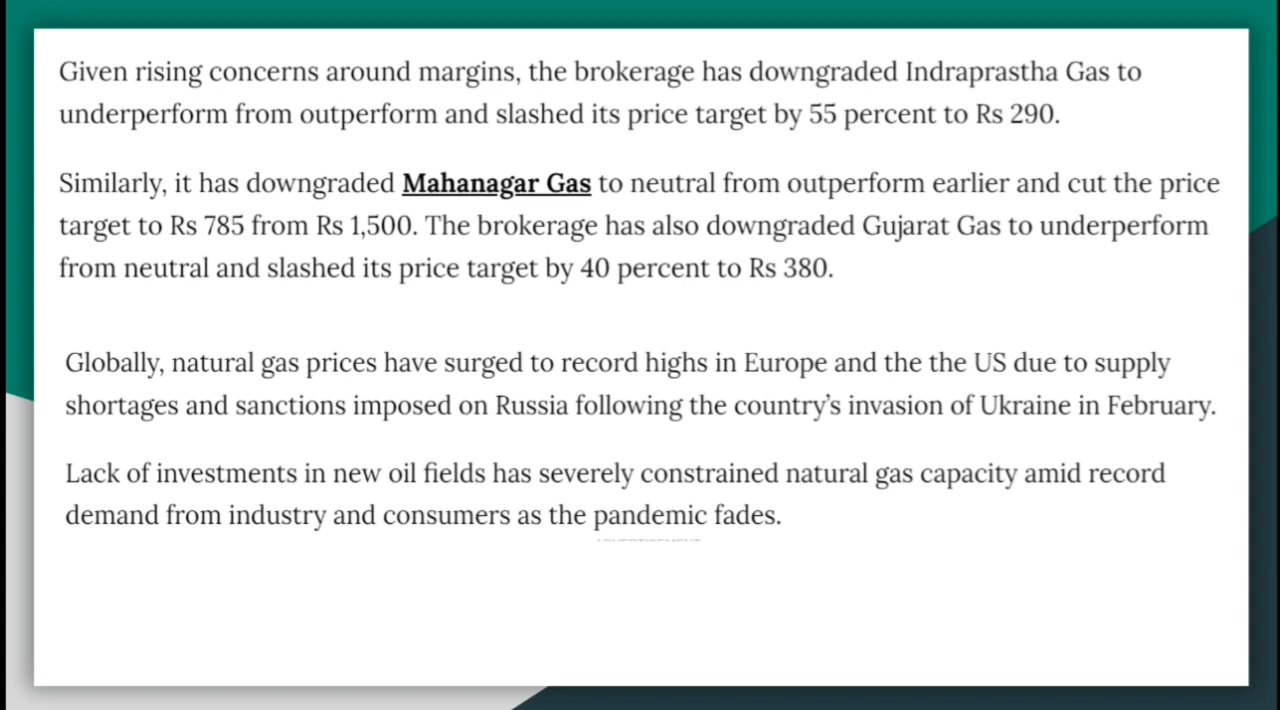 Given rising concerns around margins, the brokerage has downgraded Indraprastha Gas to
underperform from outperform and slashed its price target by 55 percent to Rs 290.
Similarly, it has downgraded Mahanagar Gas to neutral from outperform earlier and cut the price
target to Rs 785 from Rs 1,500. The brokerage has also downgraded Gujarat Gas to underperform
from neutral and slashed its price target by 40 percent to Rs 380.
Globally, natural gas prices have surged to record highs in Europe and the the US due to supply
shortages and sanctions imposed on Russia following the country’s invasion of Ukraine in February.
Lack of investments in new oil fields has severely constrained natural gas capacity amid record
demand from industry and consumers as the pandemic fades.